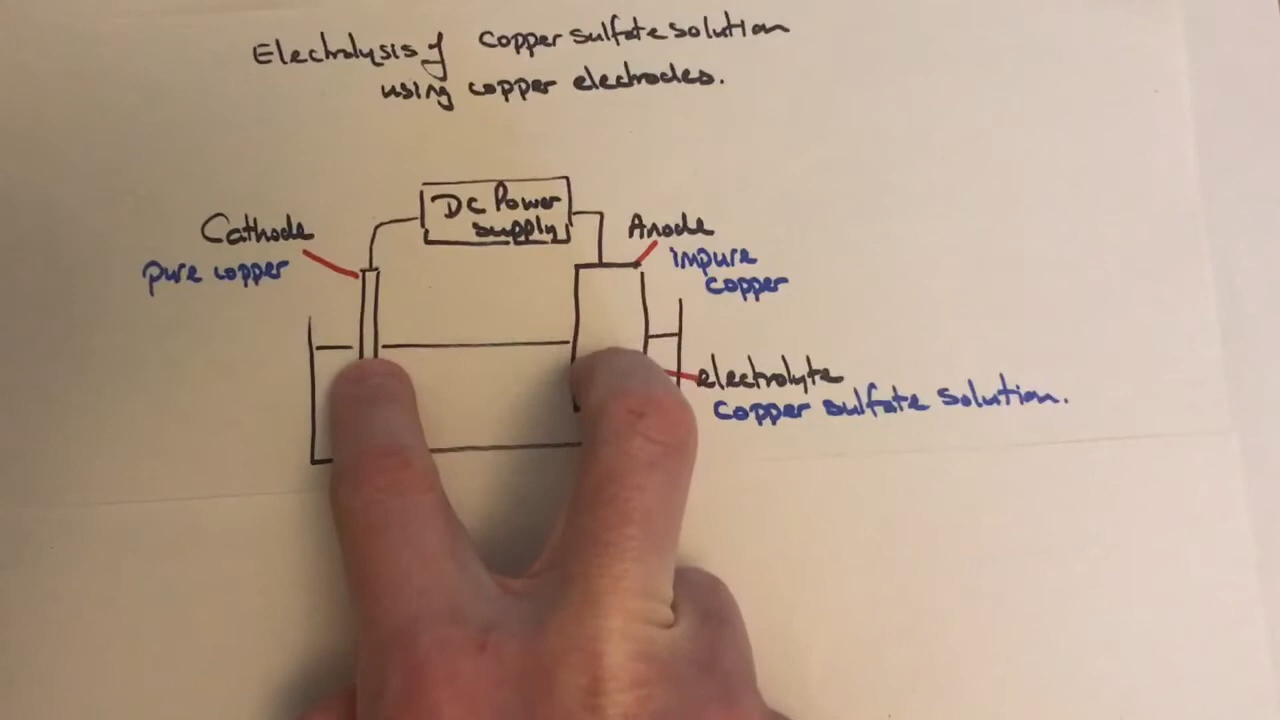 Electrolysis of copper sulfate solution
using copper electrodes.
DC Power
supply
Cathode
pure copper
Anode
impure
copper
electrolyte
copper sulfate solution.